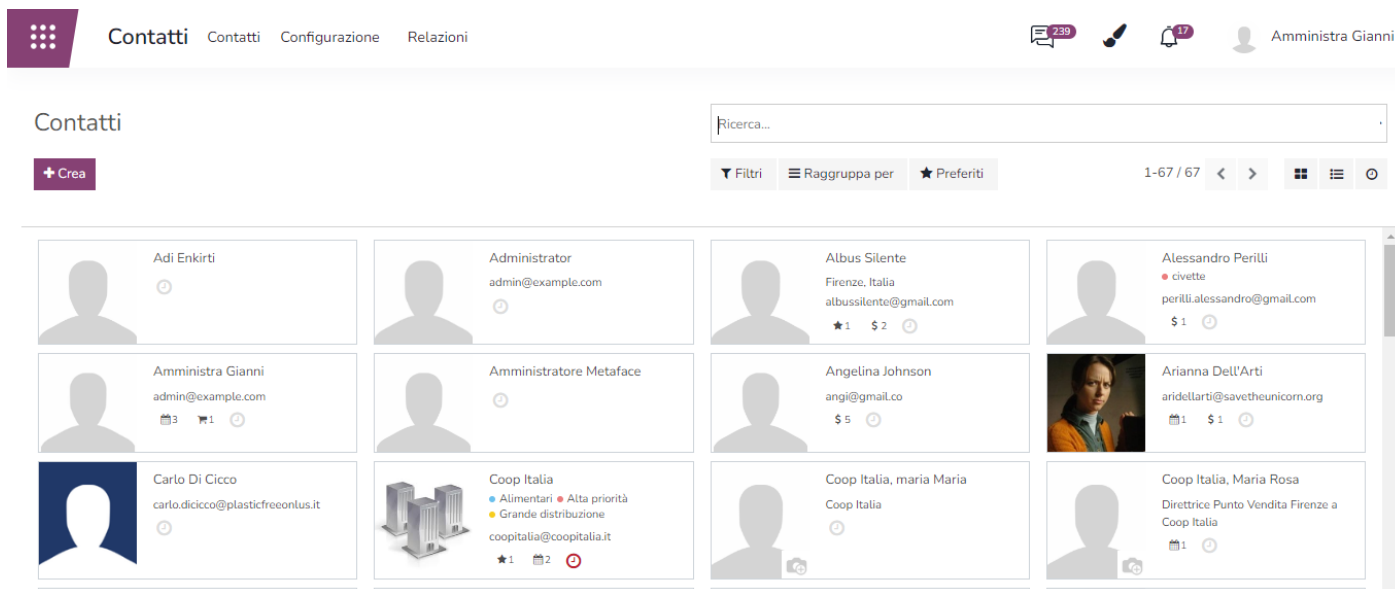 Contatti Contatti Configurazione Relazioni 239 17 Amministra Gianni
Contatti
Ricerca...
Crea
Filtri Raggruppa per Preferiti 1-67 / 67
Adi Enkirti
Administrator
admin@example.com
Albus Silente
Firenze, Italia
albussilente@gmail.com
1 $ 2
Alessandro Perilli
civette
perilli.alessandro@gmail.com
$ 1
Amministra Gianni
admin@example.com
3 1
Amministratore Metaface
Angelina Johnson
angi@gmail.co
$ 5
Arianna Dell'Arti
aridellarti@savetheunicorn.org
1 $ 1
Carlo Di Cicco
carlo.dicicco@plasticfreeonlus.it
Coop Italia
Alimentari Alta priorità
Grande distribuzione
coopitalia@coopitalia.it
1 2
Coop Italia, maria Maria
Coop Italia
Coop Italia, Maria Rosa
Direttrice Punto Vendita Firenze a
Coop Italia
1